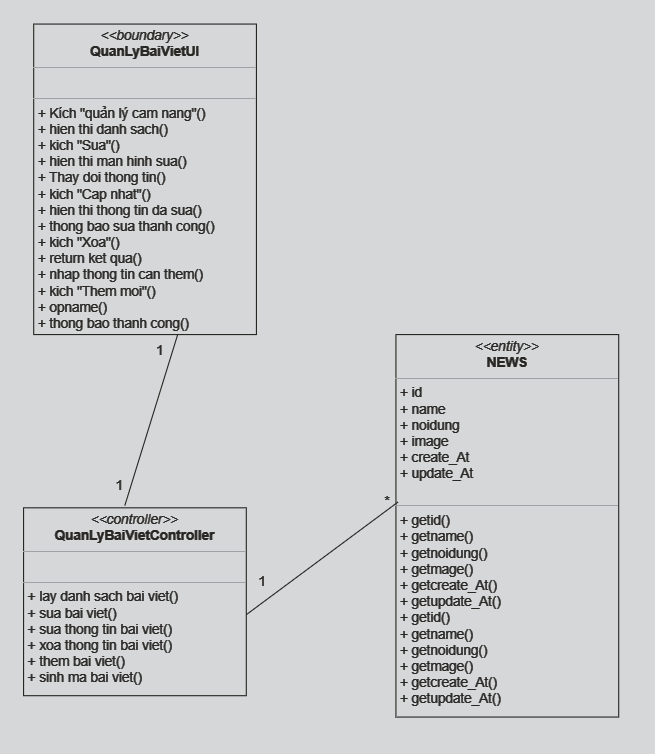 <<boundary>>
QuanLyBaiVietUI
+ Kích "quản lý cam nang"()
+ hien thi danh sach()
+ kich "Sua"()
+ hien thi man hinh sua()
+ Thay doi thong tin()
+ kich "Cap nhat"()
+ hien thi thong tin da sua()
+ thong bao sua thanh cong()
+ kich "Xoa"()
+ return ket qua()
+ nhap thong tin can them()
+ kich "Them moi"()
+ opname()
+ thong bao thanh cong()
1
1
<<controller>>
QuanLyBaiVietController
+ lay danh sach bai viet()
+ sua bai viet()
+ sua thong tin bai viet()
+ xoa thong tin bai viet()
+ them bai viet()
+ sinh ma bai viet()
1
*
<<entity>>
NEWS
+ id
+ name
+ noidung
+ image
+ create_At
+ update_At
+ getid()
+ getname()
+ getnoidung()
+ getmage()
+ getcreate_At()
+ getupdate_At()
+ getid()
+ getname()
+ getnoidung()
+ getmage()
+ getcreate_At()
+ getupdate_At()